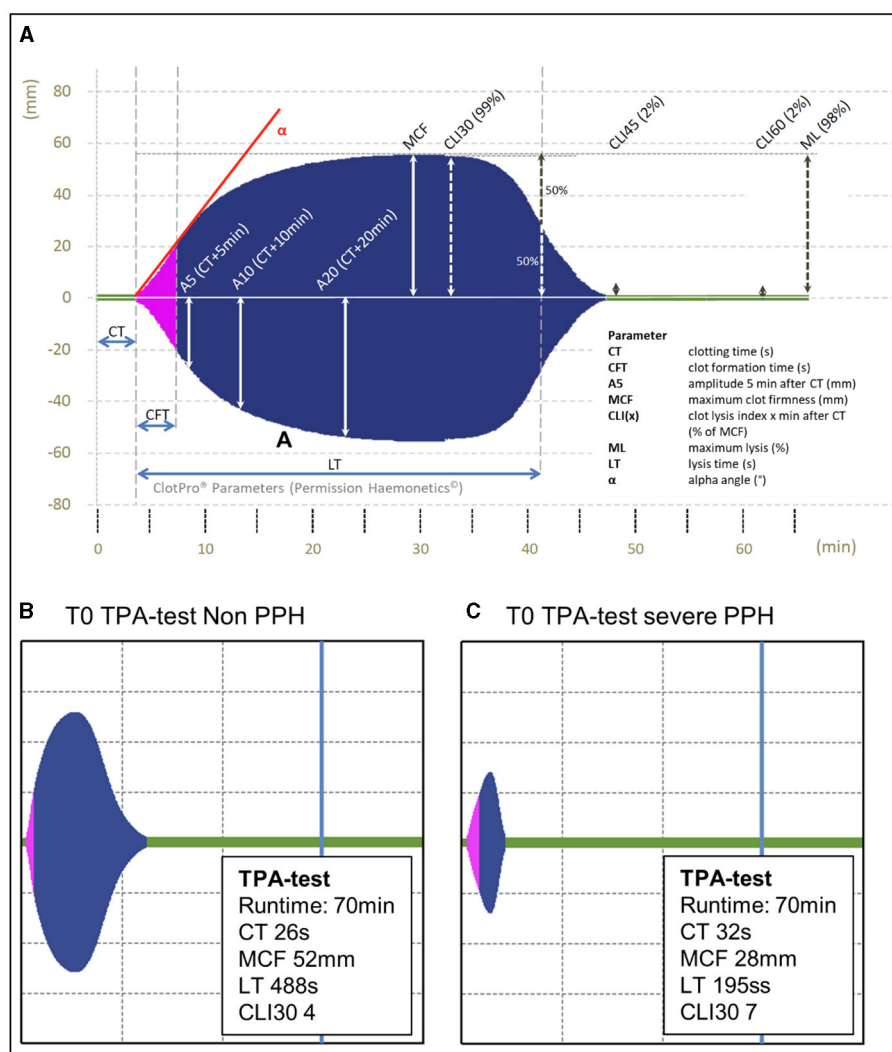 A
(mm)
80
60
40
20
0
-20
-40
-60
-80
α
MCF
CLI30 (99%)
CLI45 (2%)
CLI60 (2%)
ML (98%)
50%
50%
A5 (CT+5min)
A10 (CT+10min)
A20 (CT+20min)
CT
CFT
A
LT
ClotPro® Parameters (Permission Haemonetics©)
Parameter
CT clotting time (s)
CFT clot formation time (s)
A5 amplitude 5 min after CT (mm)
MCF maximum clot firmness (mm)
CLI(x) clot lysis index x min after CT
(% of MCF)
ML maximum lysis (%)
LT lysis time (s)
α alpha angle (°)
0 10 20 30 40 50 60 (min)
B T0 TPA-test Non PPH
TPA-test
Runtime: 70min
CT 26s
MCF 52mm
LT 488s
CLI30 4
C T0 TPA-test severe PPH
TPA-test
Runtime: 70min
CT 32s
MCF 28mm
LT 195ss
CLI30 7